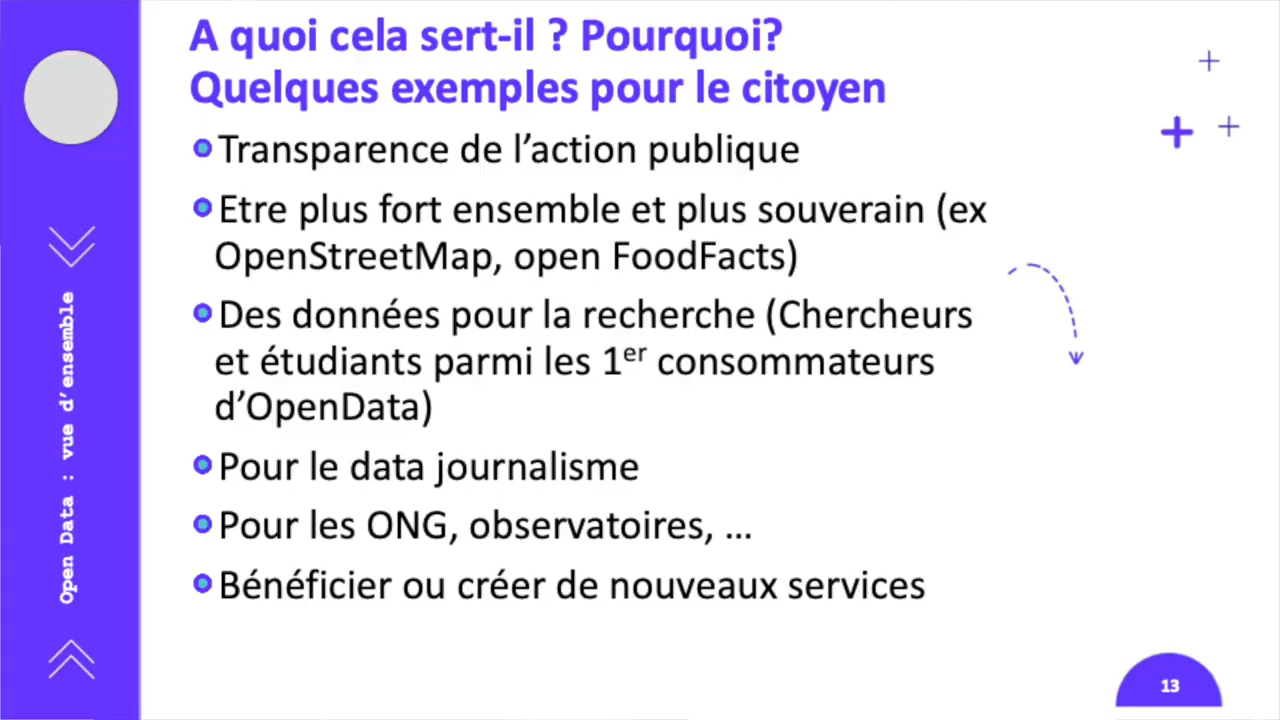 A quoi cela sert-il ? Pourquoi?
Quelques exemples pour le citoyen
Transparence de l’action publique
Etre plus fort ensemble et plus souverain (ex
OpenStreetMap, open FoodFacts)
Des données pour la recherche (Chercheurs
et étudiants parmi les 1er consommateurs
d’OpenData)
Pour le data journalisme
Pour les ONG, observatoires, …
Bénéficier ou créer de nouveaux services
Open Data : vue d’ensemble
13